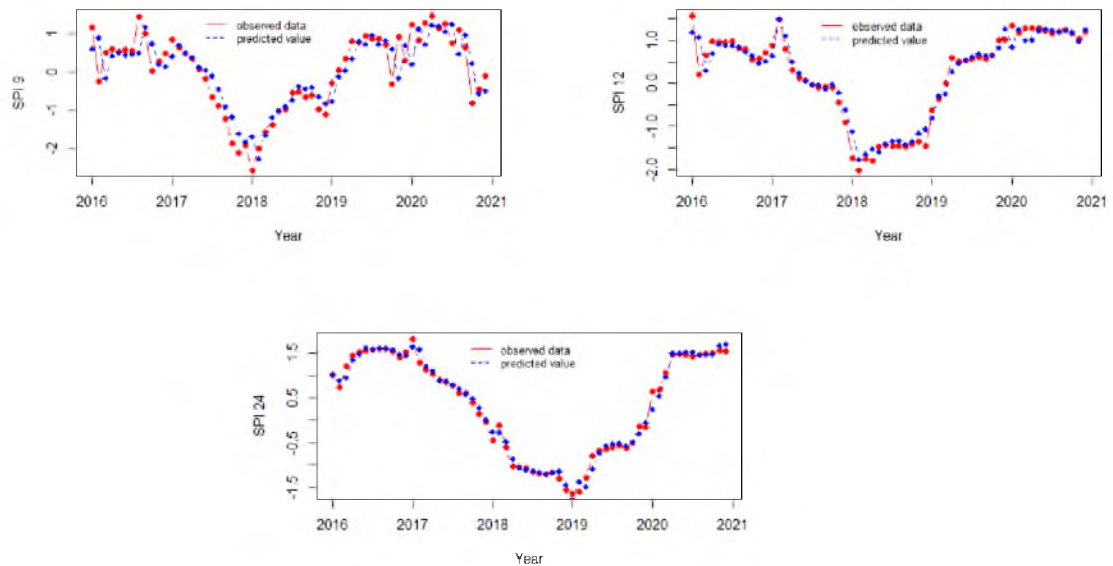 observed data
predicted value
SPI 9
1
0
-1
-2
2016 2017 2018 2019 2020 2021
Year
observed data
predicted value
SPI 12
1.0
0.0
-1.0
-2.0
2016 2017 2018 2019 2020 2021
Year
observed data
predicted value
SPI 24
1.5
0.5
-0.5
-1.5
2016 2017 2018 2019 2020 2021
Year